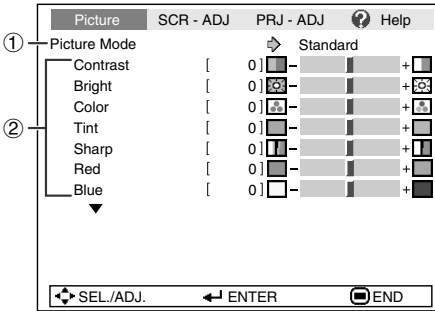 Picture SCR - ADJ PRJ - ADJ ? Help
① Picture Mode Standard
② Contrast [ 0 ] - +
Bright [ 0 ] - +
Color [ 0 ] - +
Tint [ 0 ] - +
Sharp [ 0 ] - +
Red [ 0 ] - +
Blue [ 0 ] - +
SEL./ADJ. ENTER END